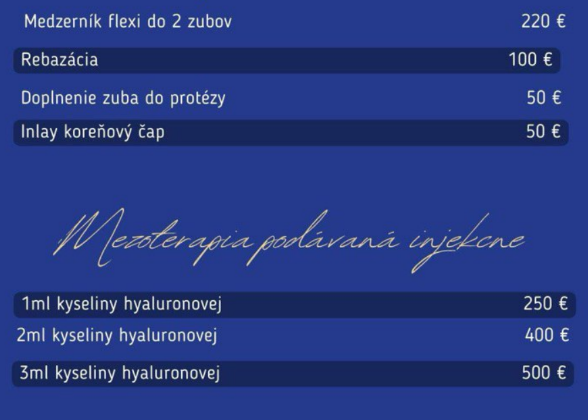 Medzerník flexi do 2 zubov 220 €
Rebazácia 100 €
Doplnenie zuba do protézy 50 €
Inlay koreňový čap 50 €
Mezoterapia podávaná injekcne
1ml kyseliny hyaluronovej 250 €
2ml kyseliny hyaluronovej 400 €
3ml kyseliny hyaluronovej 500 €